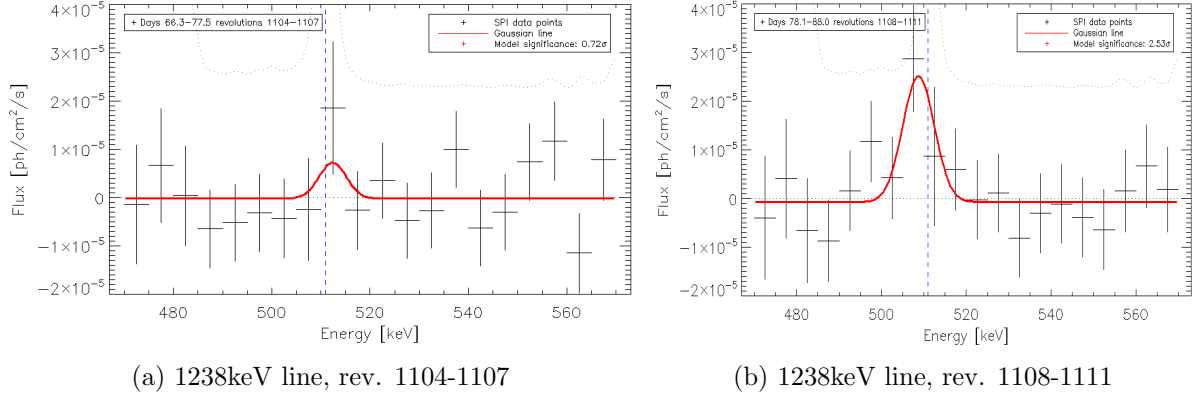 + Days 66.3−77.5 revolutions 1104−1107
+ SPI data points
Gaussian line
+ Model significance: 0.72σ
4×10⁻⁵
3×10⁻⁵
2×10⁻⁵
1×10⁻⁵
0
−1×10⁻⁵
−2×10⁻⁵
Flux [ph/cm²/s]
480 500 520 540 560
Energy [keV]
(a) 1238keV line, rev. 1104-1107
+ Days 78.1−88.0 revolutions 1108−1111
+ SPI data points
Gaussian line
+ Model significance: 2.53σ
4×10⁻⁵
3×10⁻⁵
2×10⁻⁵
1×10⁻⁵
0
−1×10⁻⁵
−2×10⁻⁵
Flux [ph/cm²/s]
480 500 520 540 560
Energy [keV]
(b) 1238keV line, rev. 1108-1111